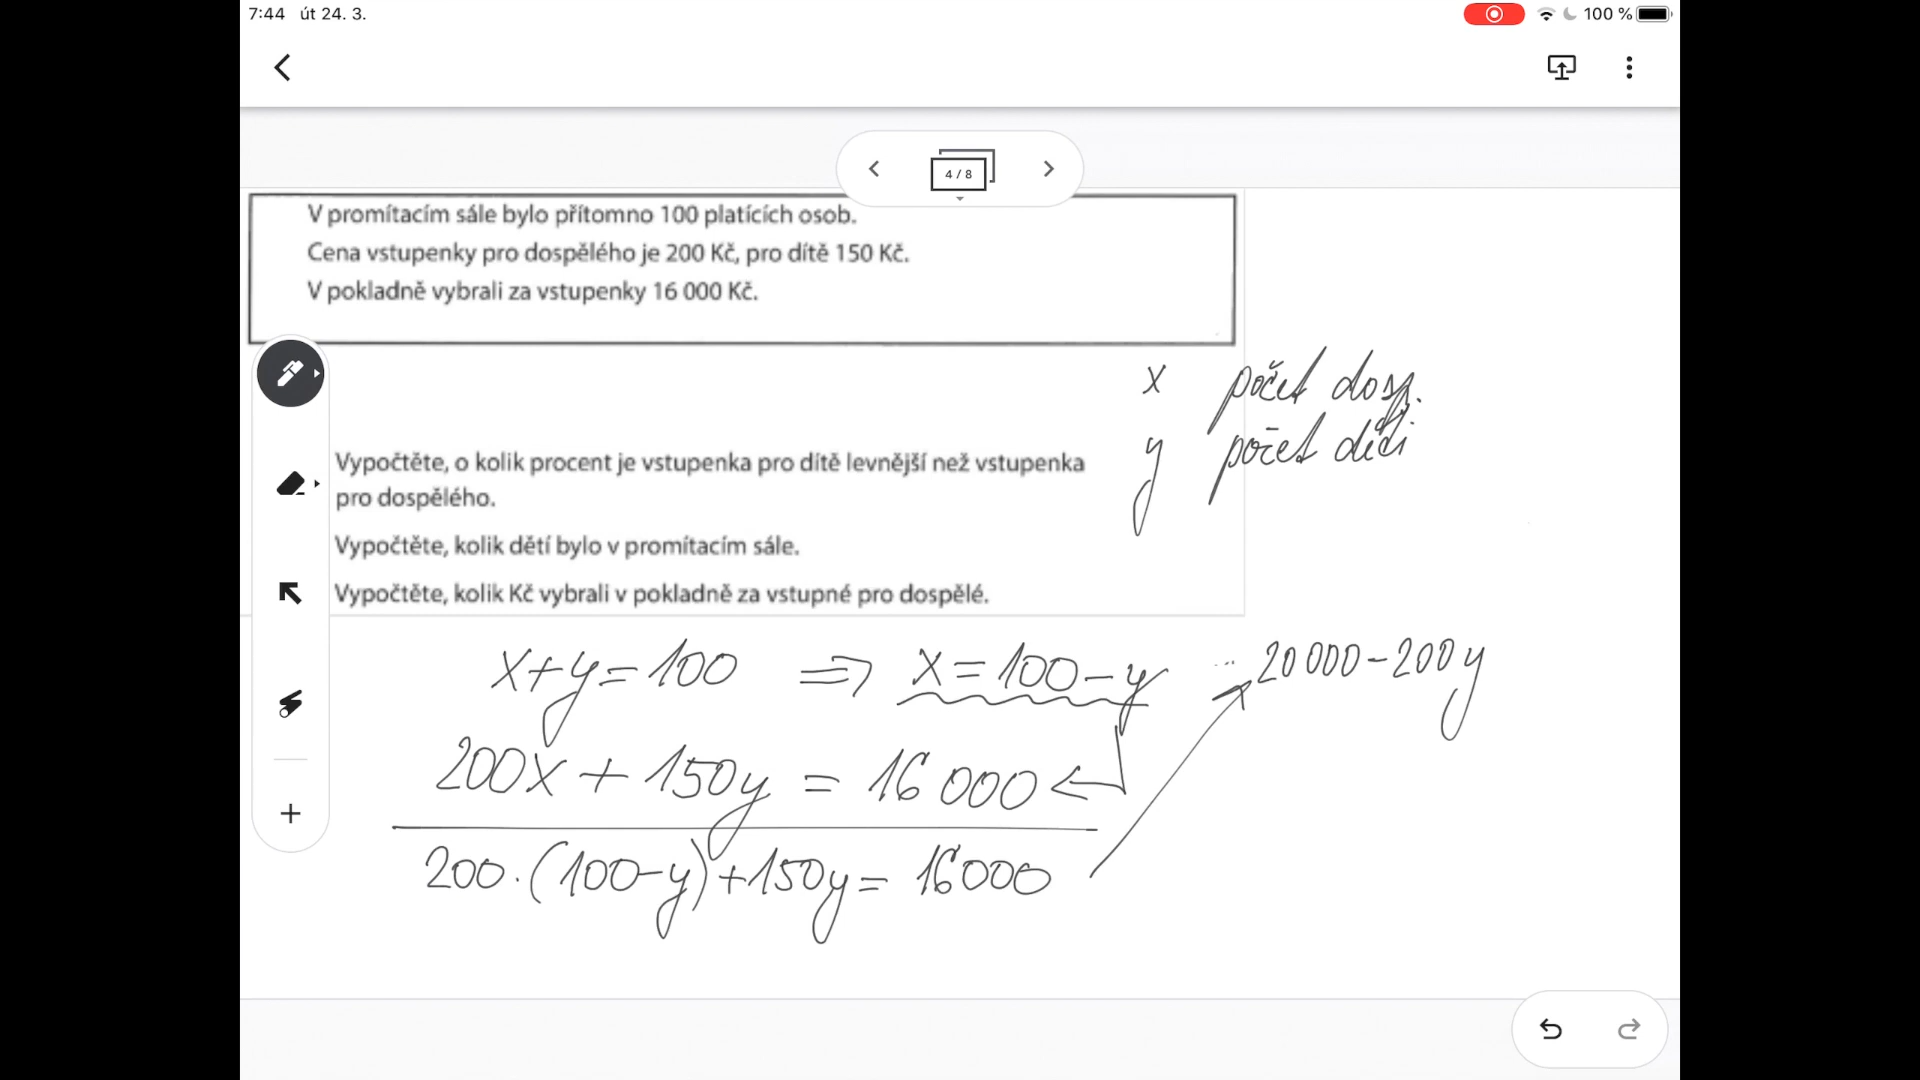 7:44 út 24. 3.
100 %
4 / 8
V promítacím sále bylo přítomno 100 platících osob.
Cena vstupenky pro dospělého je 200 Kč, pro dítě 150 Kč.
V pokladně vybrali za vstupenky 16 000 Kč.
x počet dosp.
y počet dětí
Vypočtěte, o kolik procent je vstupenka pro dítě levnější než vstupenka
pro dospělého.
Vypočtěte, kolik dětí bylo v promítacím sále.
Vypočtěte, kolik Kč vybrali v pokladně za vstupné pro dospělé.
x+y=100 ⇒ x=100-y ... 20 000-200y
200x + 150y = 16 000
200·(100-y)+150y= 16000